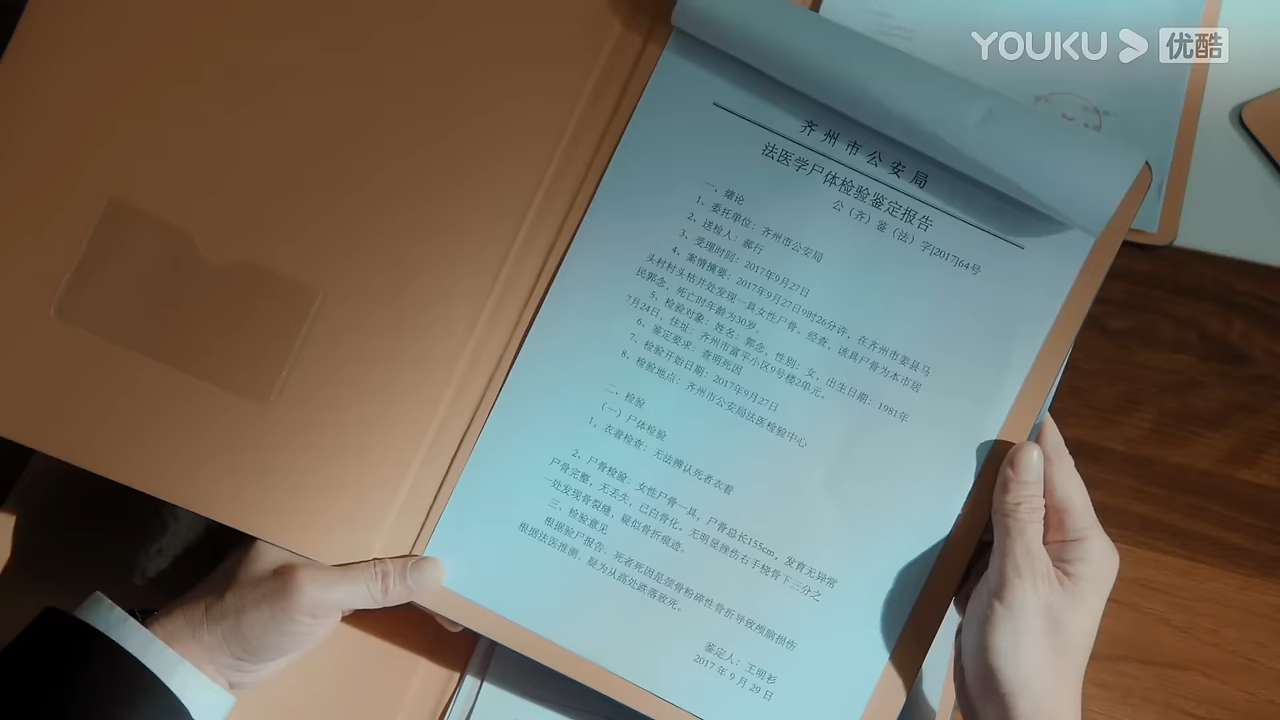 YOUKU 优酷
齐州市公安局
法医学尸体检验鉴定报告
公（齐）鉴（法）字[2017]64号
一、绪论
1、委托单位：齐州市公安局
2、送检人：郝行
3、受理时间：2017年9月27日
4、案情摘要：2017年9月27日9时26分许，在齐州市姜县马
头村村头枯井处发现一具女性尸骨。经查，该具尸骨为本市居
民郭念，死亡时年龄为30岁。
5、检验对象：姓名：郭念，性别：女，出生日期：1981年
7月24日，住址：齐州市富平小区9号楼2单元。
6、鉴定要求：查明死因
7、检验开始日期：2017年9月27日
8、检验地点：齐州市公安局法医检验中心
二、检验
（一）尸体检验
1、衣着检查：无法辨认死者衣着
2、尸骨检验：女性尸骨一具，尸骨总长155cm，发育无异常
尸骨完整，无丢失，已白骨化。无明显挫伤右手桡骨下三分之
一处发现骨裂缝，疑似骨折痕迹。
三、检验意见
根据验尸报告，死者死因是颈骨粉碎性骨折导致颅脑损伤
根据法医推测，疑为从高处跌落致死。
鉴定人：王明衫
2017年9月29日